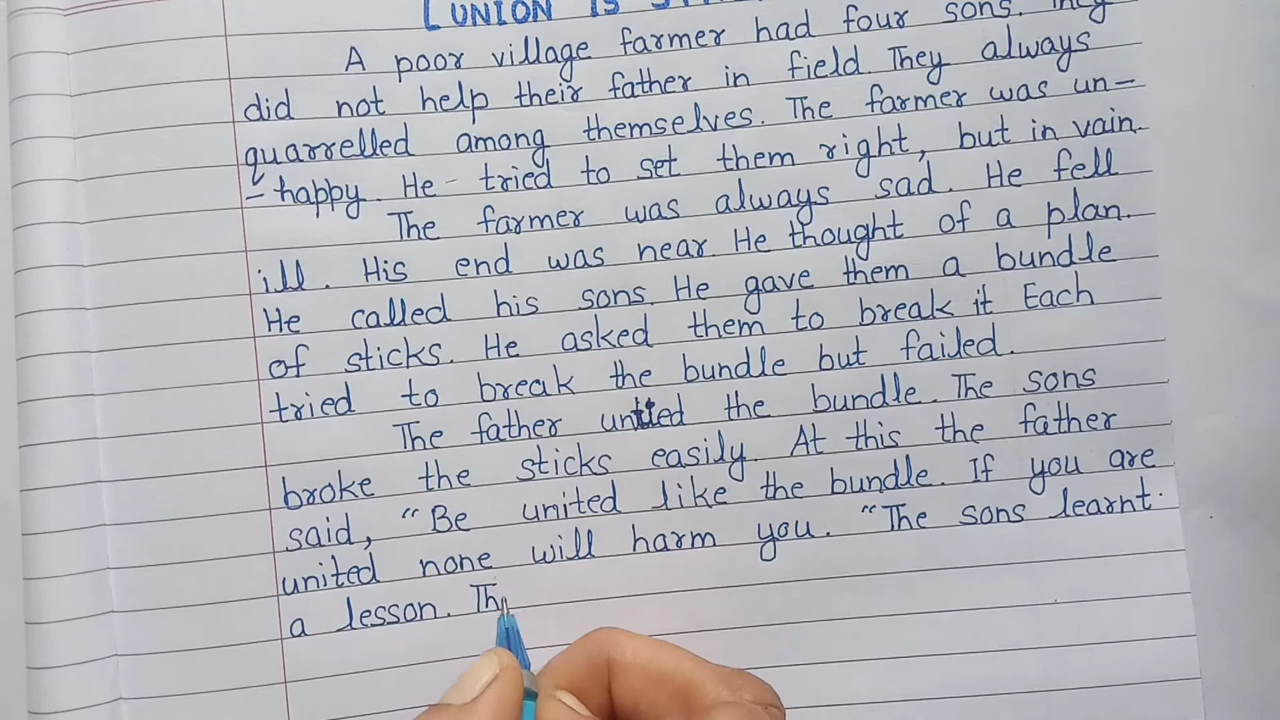 [UNION IS
A poor village farmer had four sons. They
did not help their father in field. They always
quarrelled among themselves. The farmer was un-
-happy. He tried to set them right, but in vain.
The farmer was always sad. He fell
ill. His end was near. He thought of a plan.
He called his sons. He gave them a bundle
of sticks. He asked them to break it Each
tried to break the bundle but failed.
The father untied the bundle. The sons
broke the sticks easily. At this the father
said, "Be united like the bundle. If you are
united none will harm you. "The sons learnt
a lesson. Th